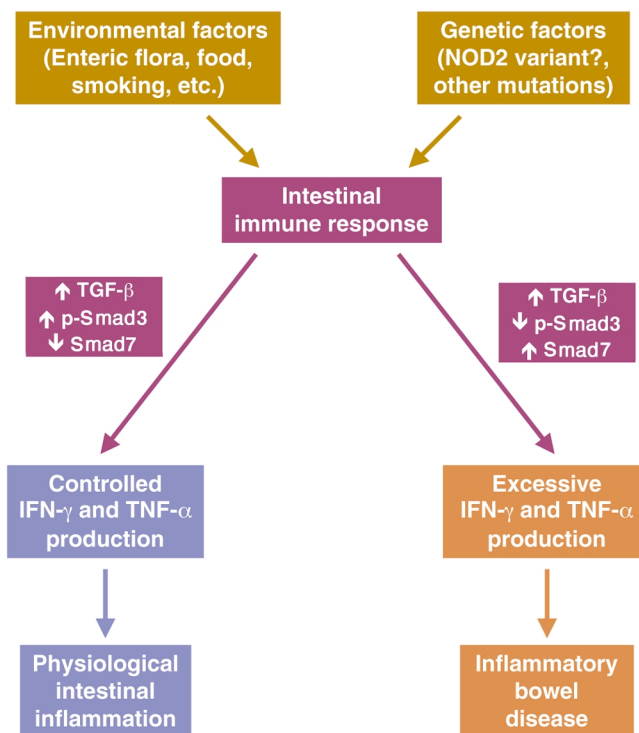 Environmental factors
(Enteric flora, food,
smoking, etc.)
Genetic factors
(NOD2 variant?,
other mutations)
Intestinal
immune response
↑ TGF-β
↑ p-Smad3
↓ Smad7
↑ TGF-β
↓ p-Smad3
↑ Smad7
Controlled
IFN-γ and TNF-α
production
Excessive
IFN-γ and TNF-α
production
Physiological
intestinal
inflammation
Inflammatory
bowel
disease